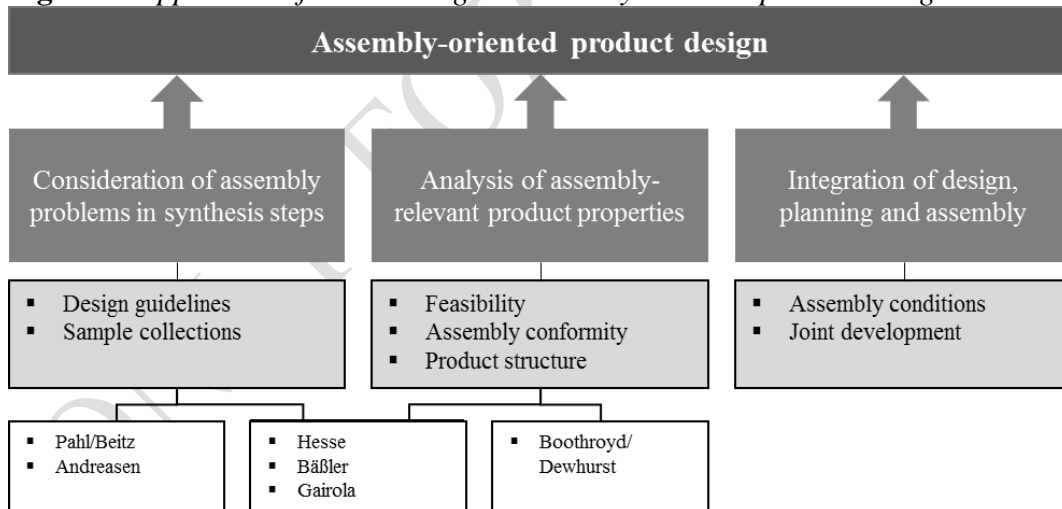 Assembly-oriented product design
Consideration of assembly
problems in synthesis steps
Analysis of assembly-
relevant product properties
Integration of design,
planning and assembly
▪ Design guidelines
▪ Sample collections
▪ Feasibility
▪ Assembly conformity
▪ Product structure
▪ Assembly conditions
▪ Joint development
▪ Pahl/Beitz
▪ Andreasen
▪ Hesse
▪ Bäßler
▪ Gairola
▪ Boothroyd/
Dewhurst